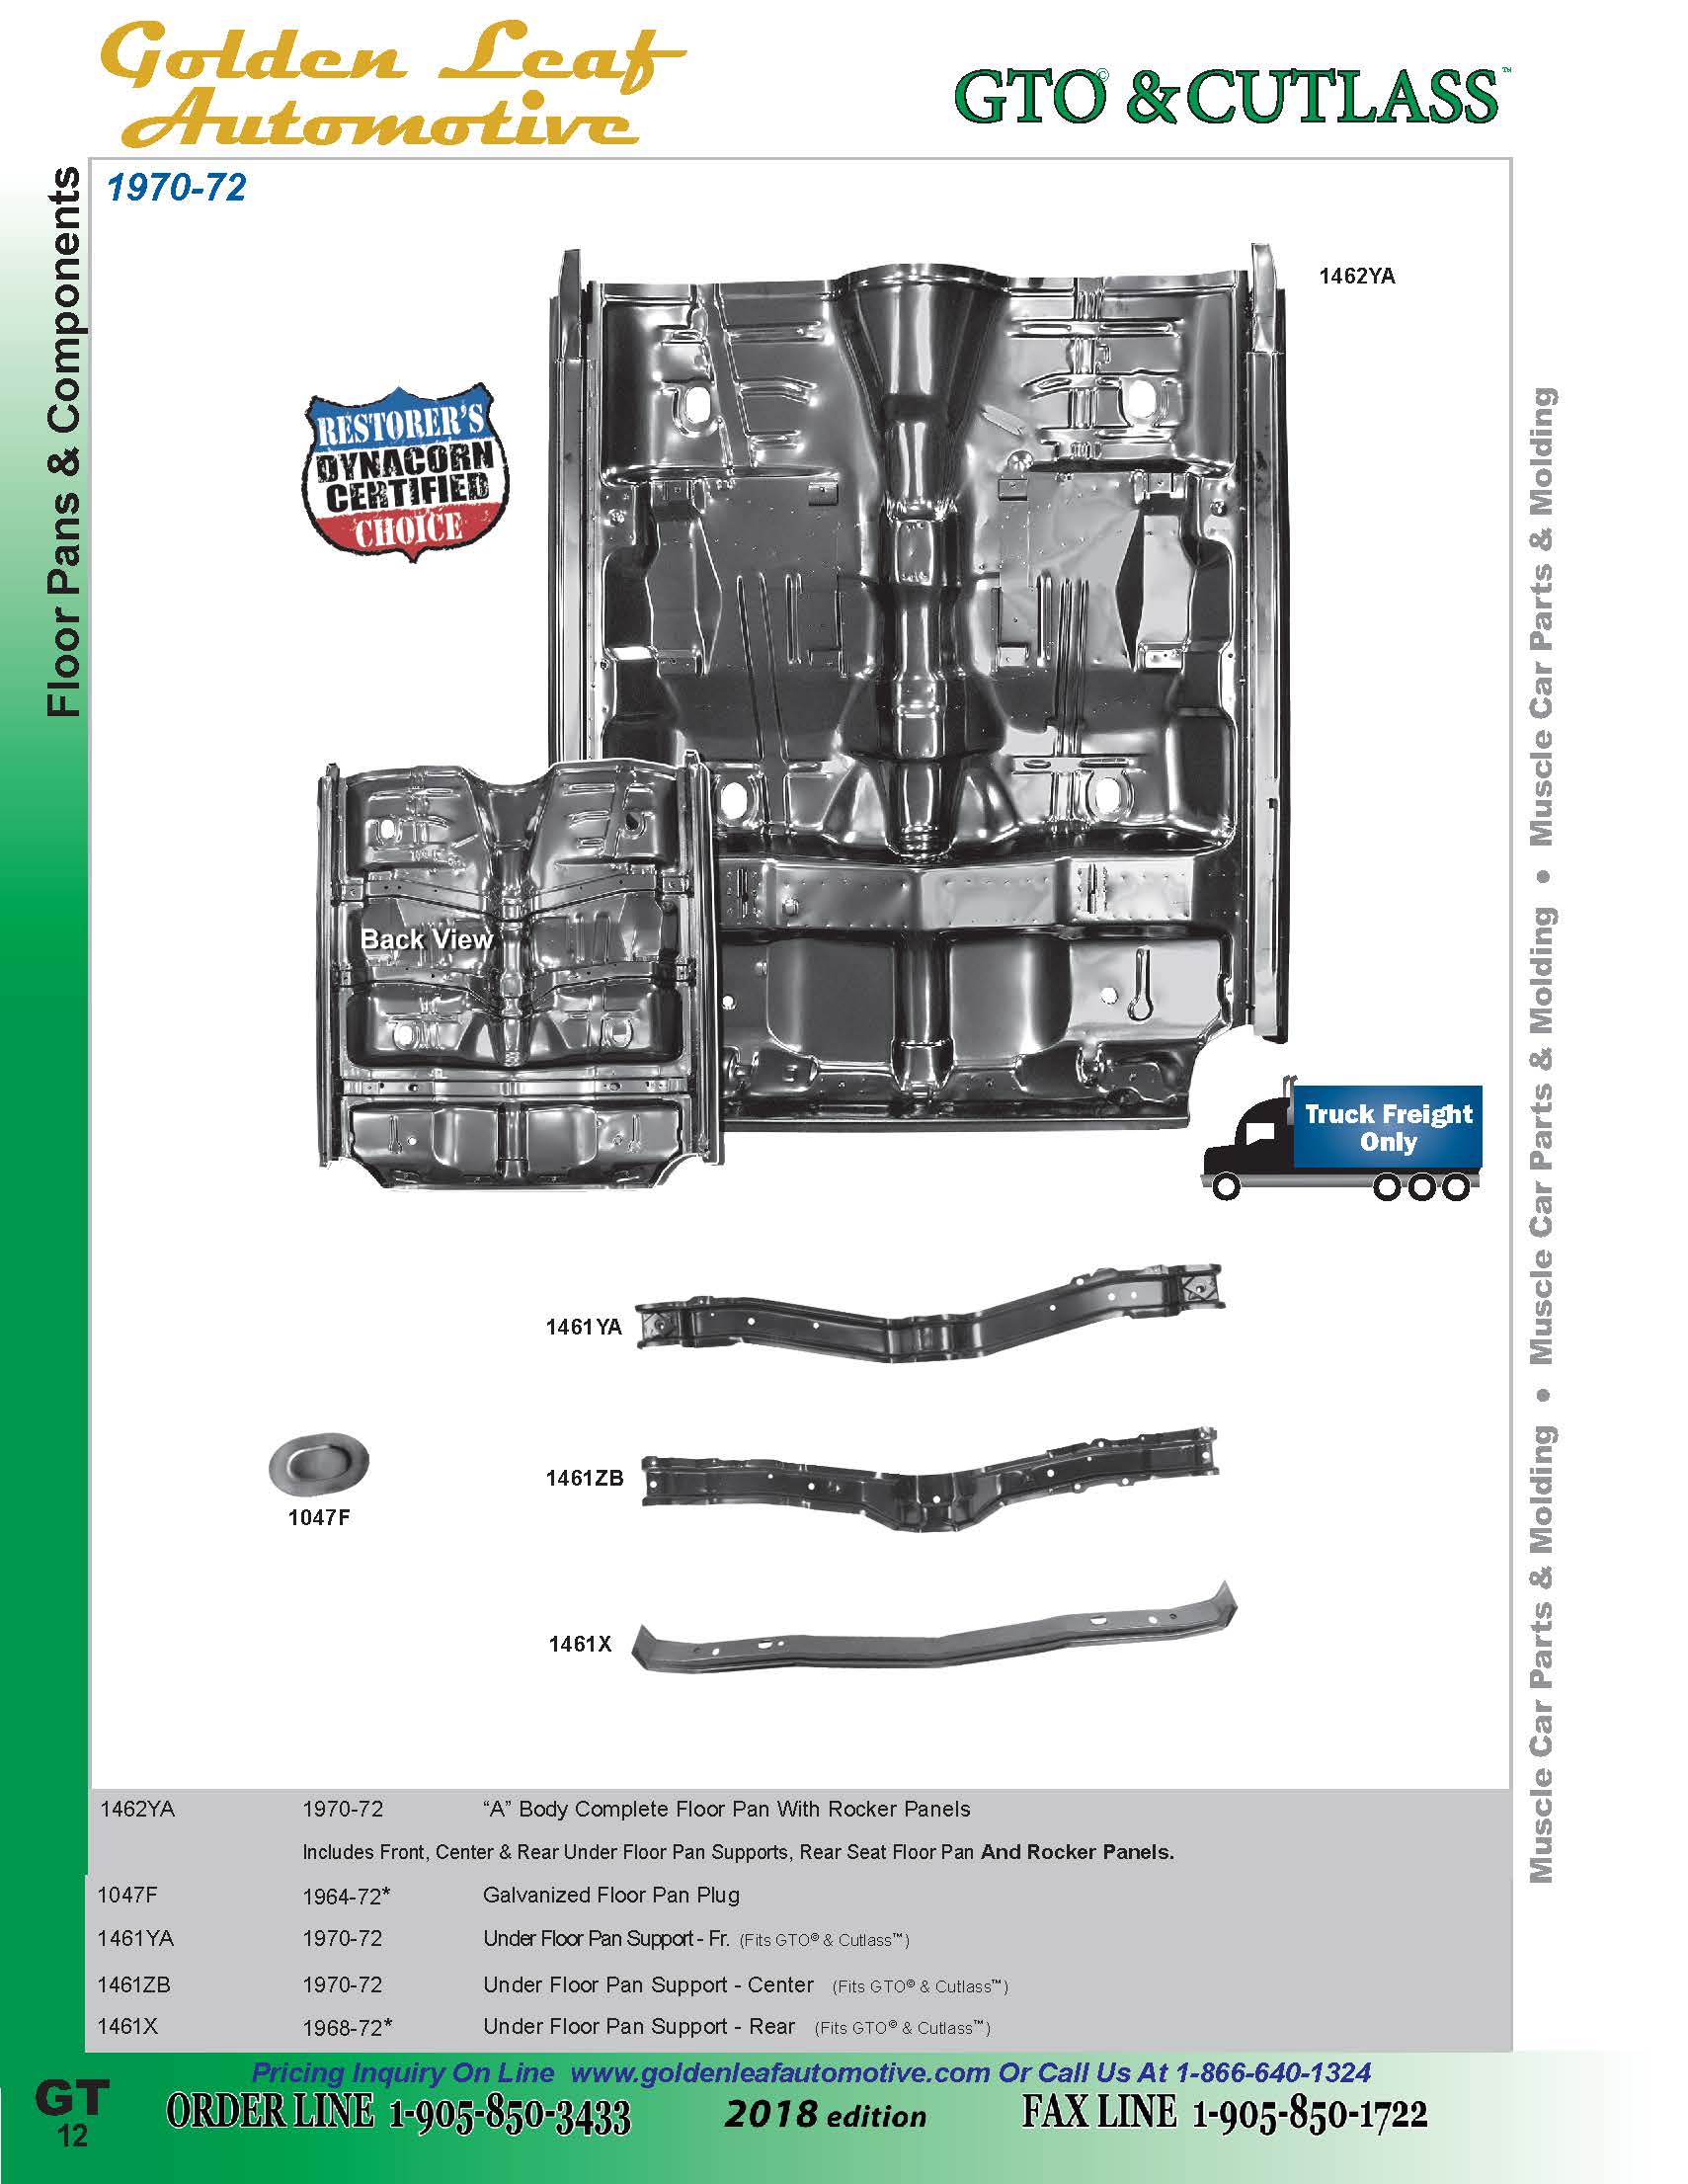 Golden Leaf
Automotive
GTO© & CUTLASS™
Floor Pans & Components
1970-72
1462YA
RESTORER'S
DYNACORN
CERTIFIED
CHOICE
Back View
Truck Freight
Only
1461YA
1461ZB
1047F
1461X
Muscle Car Parts & Molding • Muscle Car Parts & Molding • Muscle Car Parts & Molding
1462YA 1970-72 “A” Body Complete Floor Pan With Rocker Panels
Includes Front, Center & Rear Under Floor Pan Supports, Rear Seat Floor Pan And Rocker Panels.
1047F 1964-72* Galvanized Floor Pan Plug
1461YA 1970-72 Under Floor Pan Support - Fr. (Fits GTO© & Cutlass™)
1461ZB 1970-72 Under Floor Pan Support - Center (Fits GTO© & Cutlass™)
1461X 1968-72* Under Floor Pan Support - Rear (Fits GTO© & Cutlass™)
Pricing Inquiry On Line www.goldenleafautomotive.com Or Call Us At 1-866-640-1324
GT
12
ORDER LINE 1-905-850-3433 2018 edition FAX LINE 1-905-850-1722